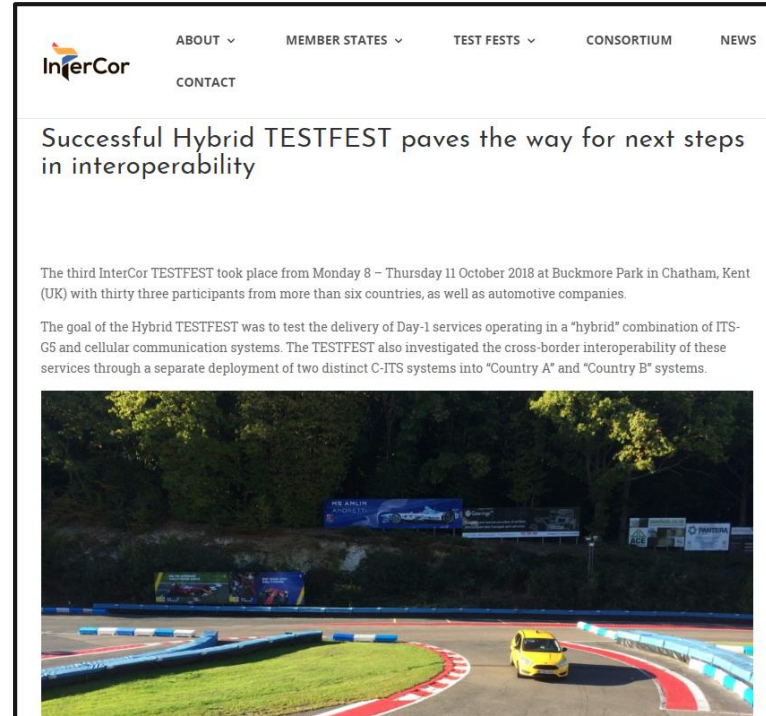 InterCor
ABOUT
MEMBER STATES
TEST FESTS
CONSORTIUM
NEWS
CONTACT
Successful Hybrid TESTFEST paves the way for next steps
in interoperability
The third InterCor TESTFEST took place from Monday 8 – Thursday 11 October 2018 at Buckmore Park in Chatham, Kent
(UK) with thirty three participants from more than six countries, as well as automotive companies.
The goal of the Hybrid TESTFEST was to test the delivery of Day-1 services operating in a "hybrid" combination of ITS-
G5 and cellular communication systems. The TESTFEST also investigated the cross-border interoperability of these
services through a separate deployment of two distinct C-ITS systems into "Country A" and "Country B" systems.
MS AMLIN
ANDRETTI
ACE
PANTERA